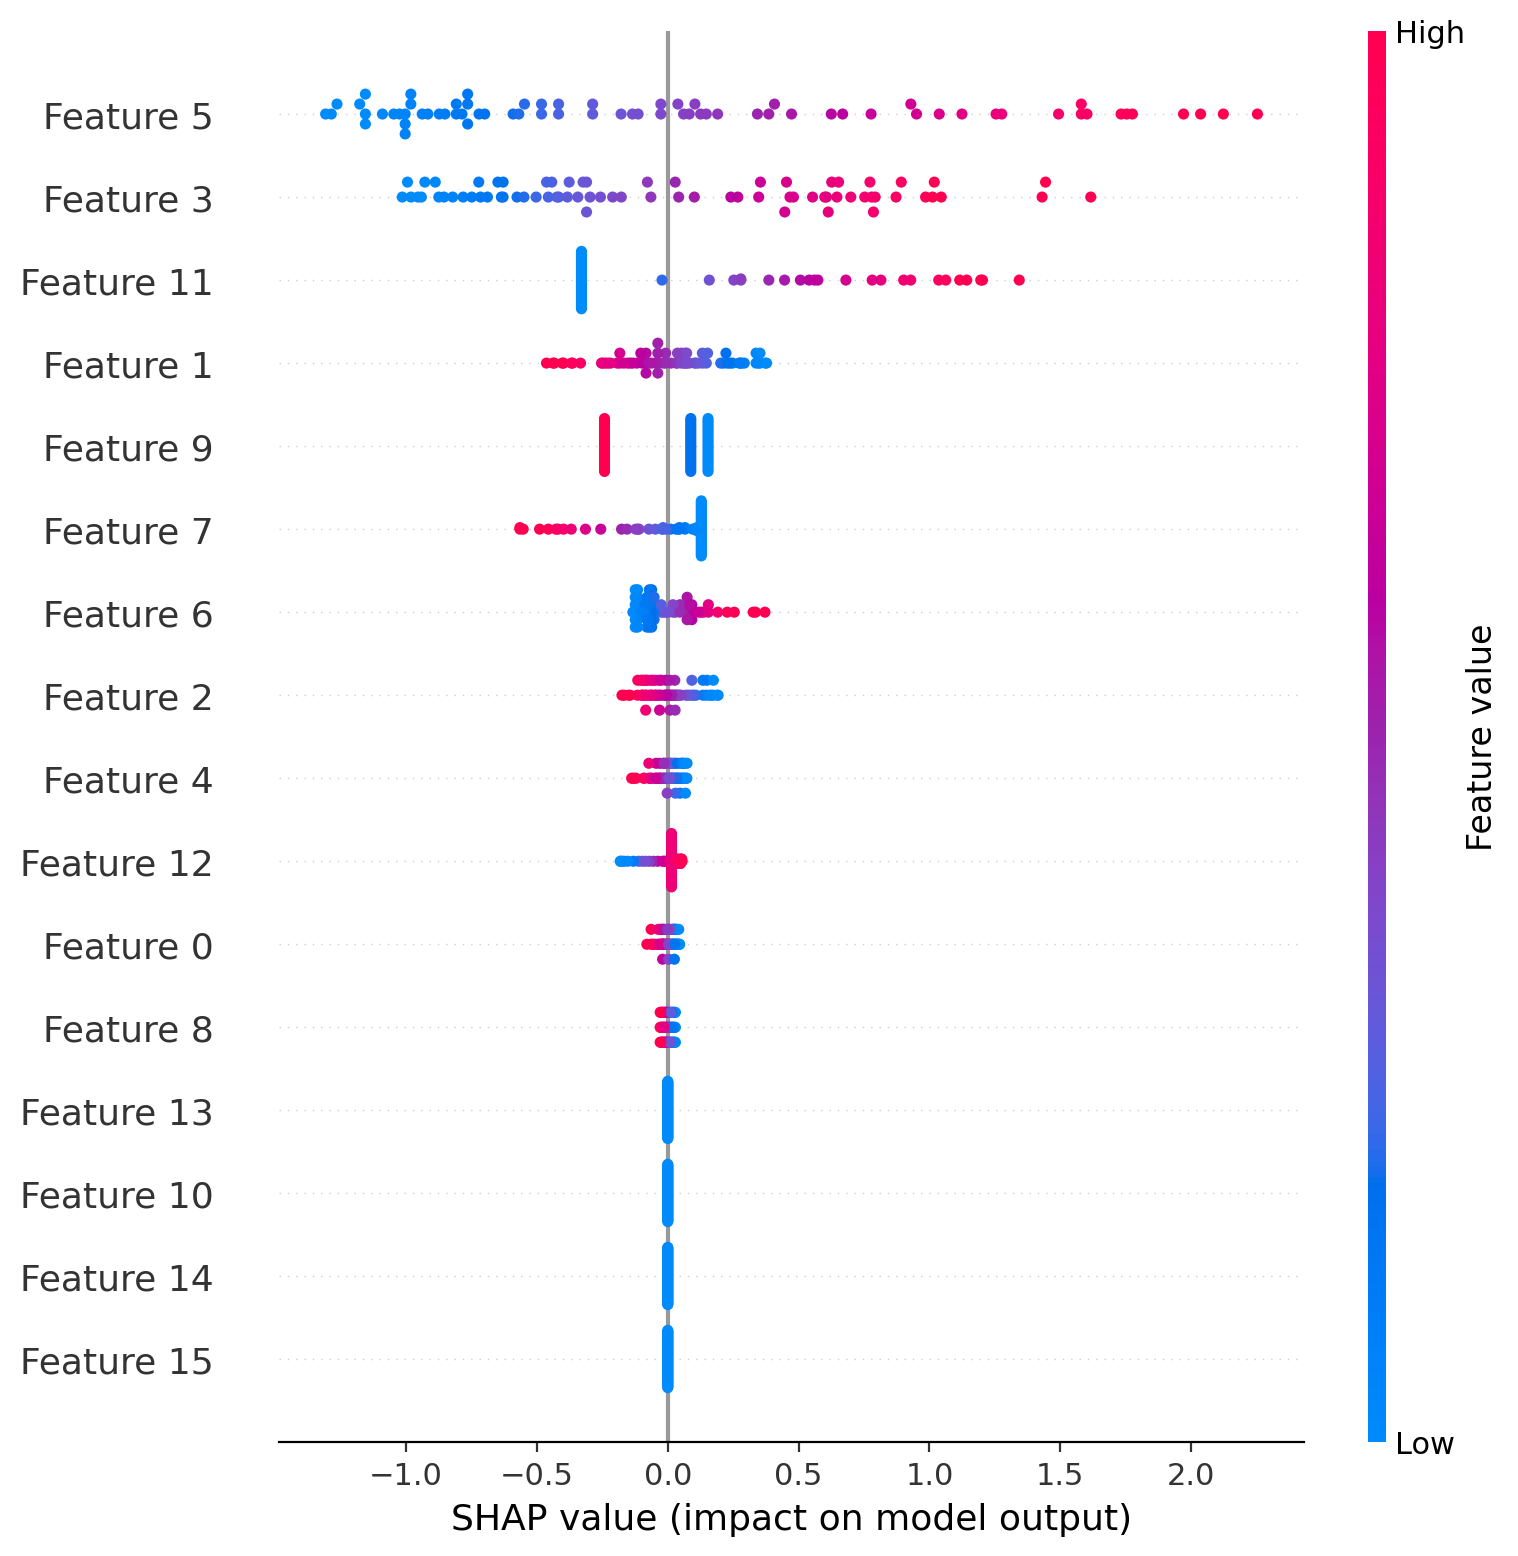 High
Feature 5
Feature 3
Feature 11
Feature 1
Feature 9
Feature 7
Feature 6
Feature 2
Feature 4
Feature 12
Feature 0
Feature 8
Feature 13
Feature 10
Feature 14
Feature 15
Feature value
Low
−1.0 −0.5 0.0 0.5 1.0 1.5 2.0
SHAP value (impact on model output)